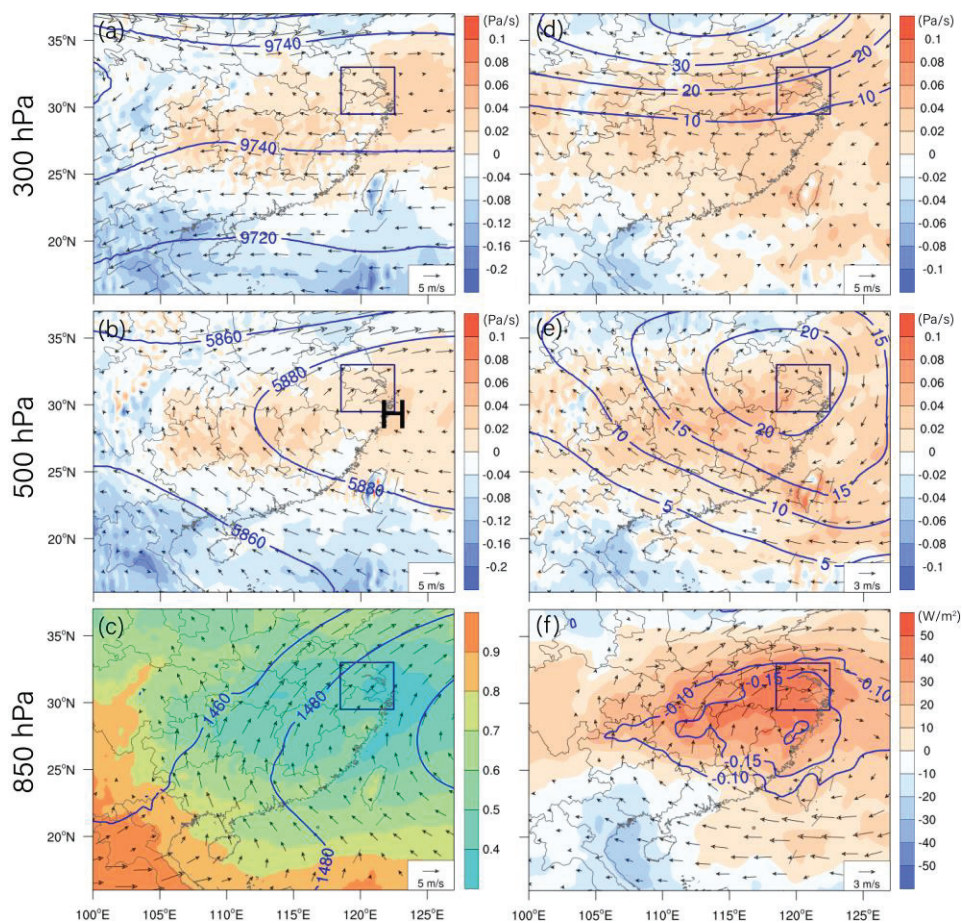 300 hPa
(a)
9740
9740
9720
5 m/s
(Pa/s)
0.1
0.06
0.04
0.02
0
-0.04
-0.08
-0.12
-0.16
-0.2
35°N
30°N
25°N
20°N
(d)
30
20
20
10
10
5 m/s
(Pa/s)
0.1
0.06
0.04
0.02
0
-0.02
-0.04
-0.06
-0.08
-0.1
500 hPa
(b)
5860
5880
H
5880
5860
5 m/s
(Pa/s)
0.1
0.06
0.04
0.02
0
-0.04
-0.08
-0.12
-0.16
-0.2
35°N
30°N
25°N
20°N
(e)
20
15
20
15
10
15
10
5
5
3 m/s
(Pa/s)
0.1
0.06
0.04
0.02
0
-0.02
-0.04
-0.06
-0.08
-0.1
850 hPa
(c)
1460
1480
1480
5 m/s
0.9
0.8
0.7
0.6
0.5
0.4
35°N
30°N
25°N
20°N
100°E 105°E 110°E 115°E 120°E 125°E
(f)
0
-0.15
-0.10
-0.10
-0.15
-0.10
3 m/s
(W/m²)
50
40
30
20
10
0
-10
-20
-30
-40
-50
100°E 105°E 110°E 115°E 120°E 125°E